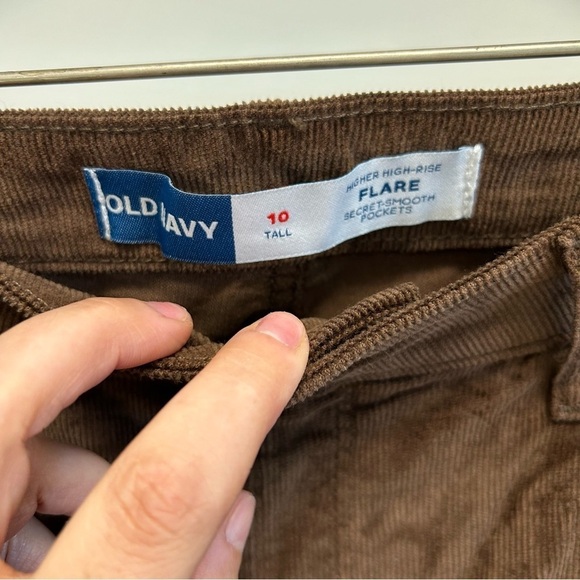 OLD NAVY
10
TALL
HIGHER HIGH-RISE
FLARE
SECRET-SMOOTH
POCKETS